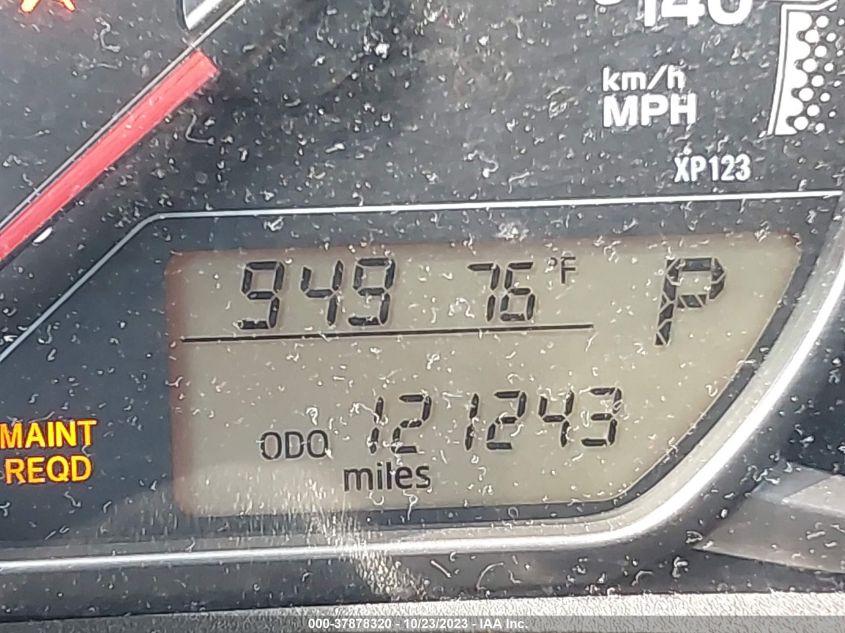 140
km/h
MPH
XP123
949 76°F P
MAINT
REQD
ODO 121243
miles
000-37878320 - 10/23/2023 - IAA Inc.